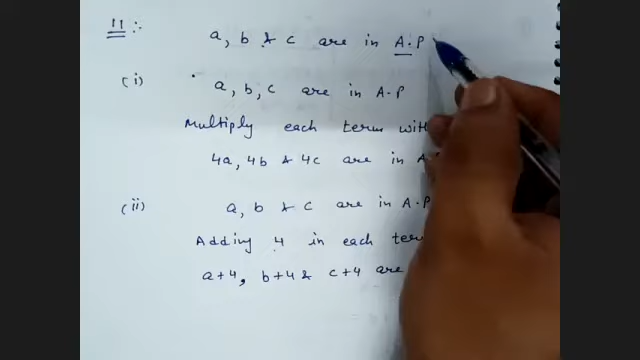 11 ∴
a, b & c are in A.P
(i) a, b, c are in A.P
Multiply each term with
4a, 4b & 4c are in A
(ii) a, b & c are in A.P
Adding 4 in each term
a+4, b+4 & c+4 are